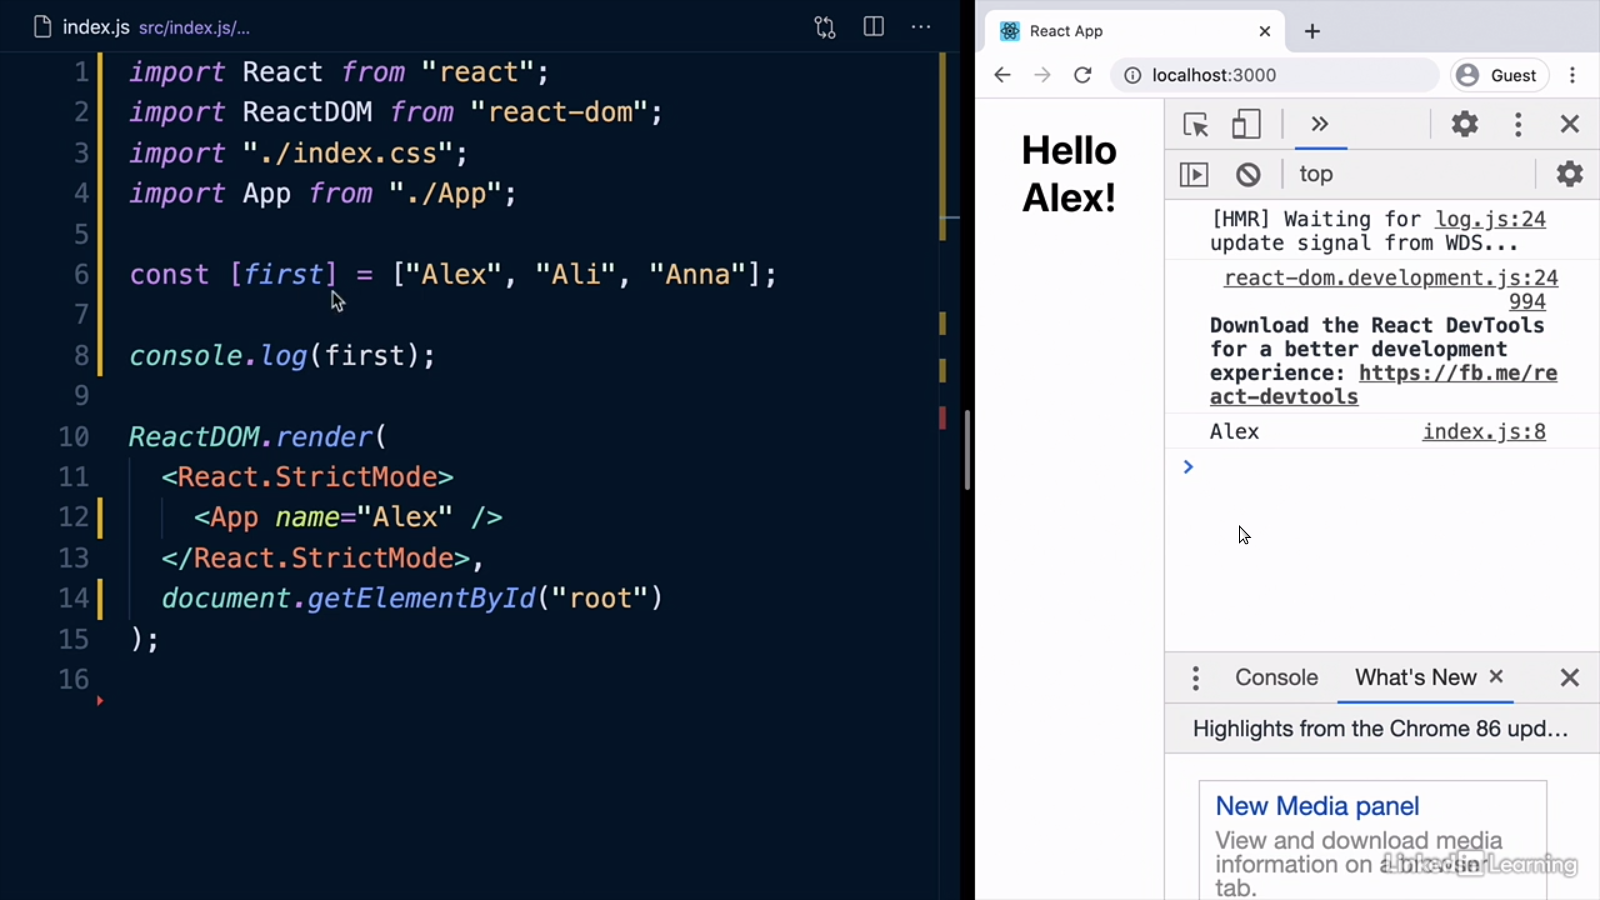 index.js src/index.js/...
1 import React from "react";
2 import ReactDOM from "react-dom";
3 import "./index.css";
4 import App from "./App";
5
6 const [first] = ["Alex", "Ali", "Anna"];
7
8 console.log(first);
9
10 ReactDOM.render(
11 <React.StrictMode>
12 <App name="Alex" />
13 </React.StrictMode>,
14 document.getElementById("root")
15 );
16
React App
localhost:3000
Guest
Hello
Alex!
top
[HMR] Waiting for log.js:24
update signal from WDS...
react-dom.development.js:24
994
Download the React DevTools
for a better development
experience: https://fb.me/re
act-devtools
Alex index.js:8
Console What's New
Highlights from the Chrome 86 upd...
New Media panel
View and download media
information on a browser
tab.
LinkedIn Learning